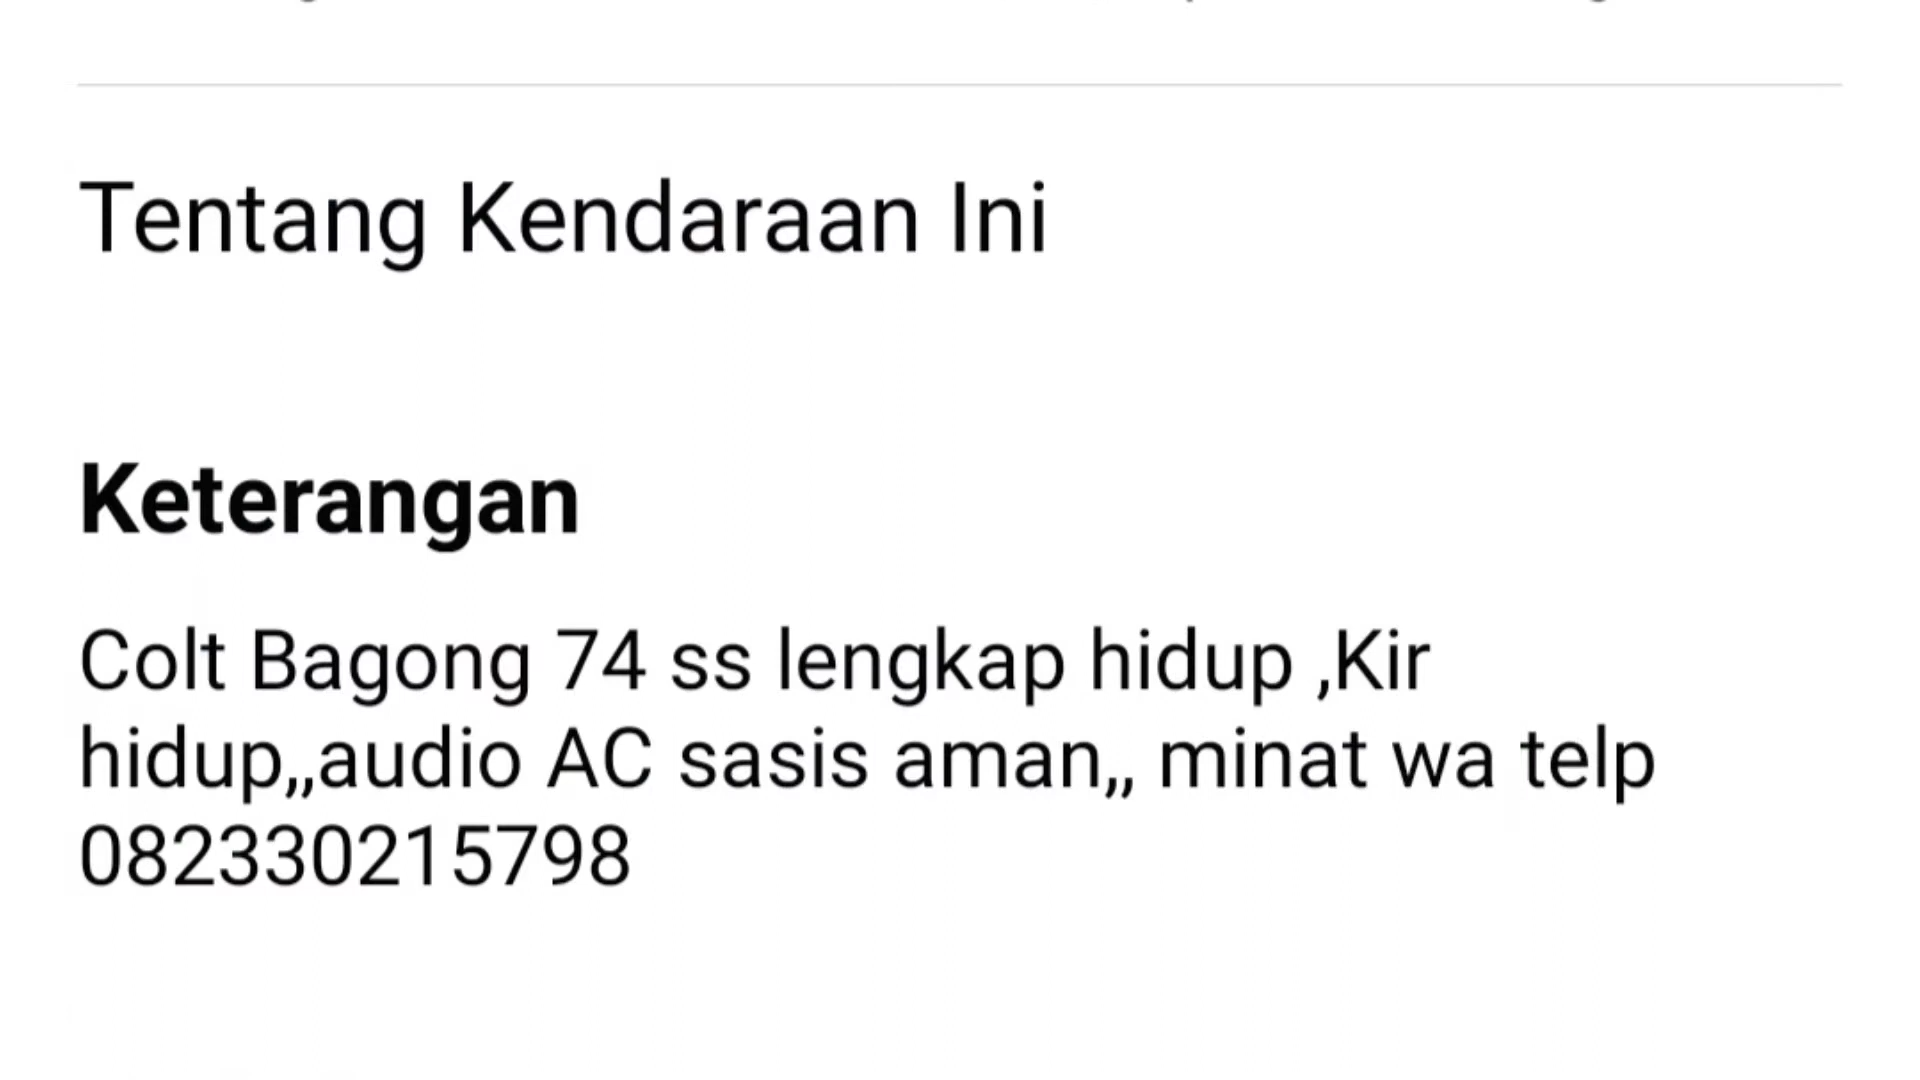 Tentang Kendaraan Ini
Keterangan
Colt Bagong 74 ss lengkap hidup ,Kir
hidup,,audio AC sasis aman,, minat wa telp
082330215798